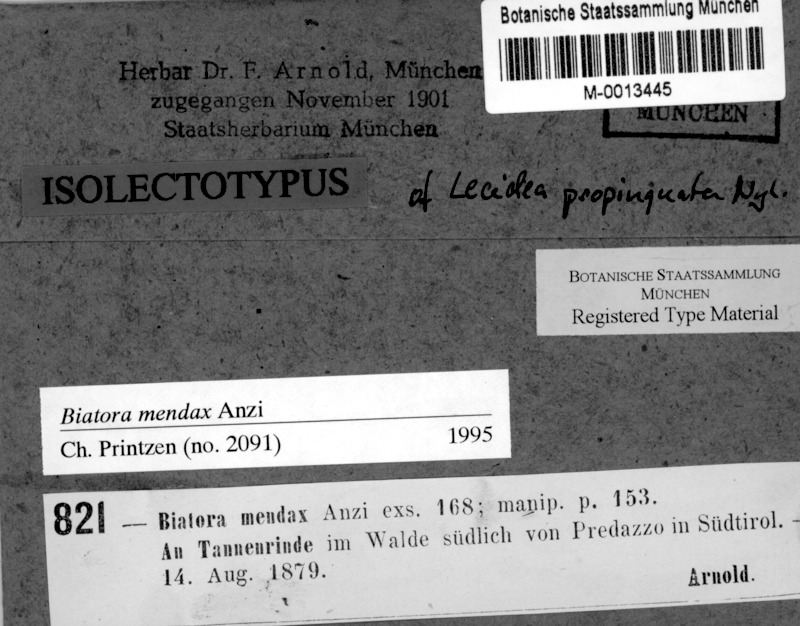 Botanische Staatssammlung München
M-0013445
MÜNCHEN
Herbar Dr. F. Arnold, München
zugegangen November 1901
Staatsherbarium München
ISOLECTOTYPUS of Lecidea propinquata Nyl.
BOTANISCHE STAATSSAMMLUNG
MÜNCHEN
Registered Type Material
Biatora mendax Anzi
Ch. Printzen (no. 2091) 1995
821 — Biatora mendax Anzi exs. 168; manip. p. 153.
An Tannenrinde im Walde südlich von Predazzo in Südtirol. —
14. Aug. 1879.
Arnold.